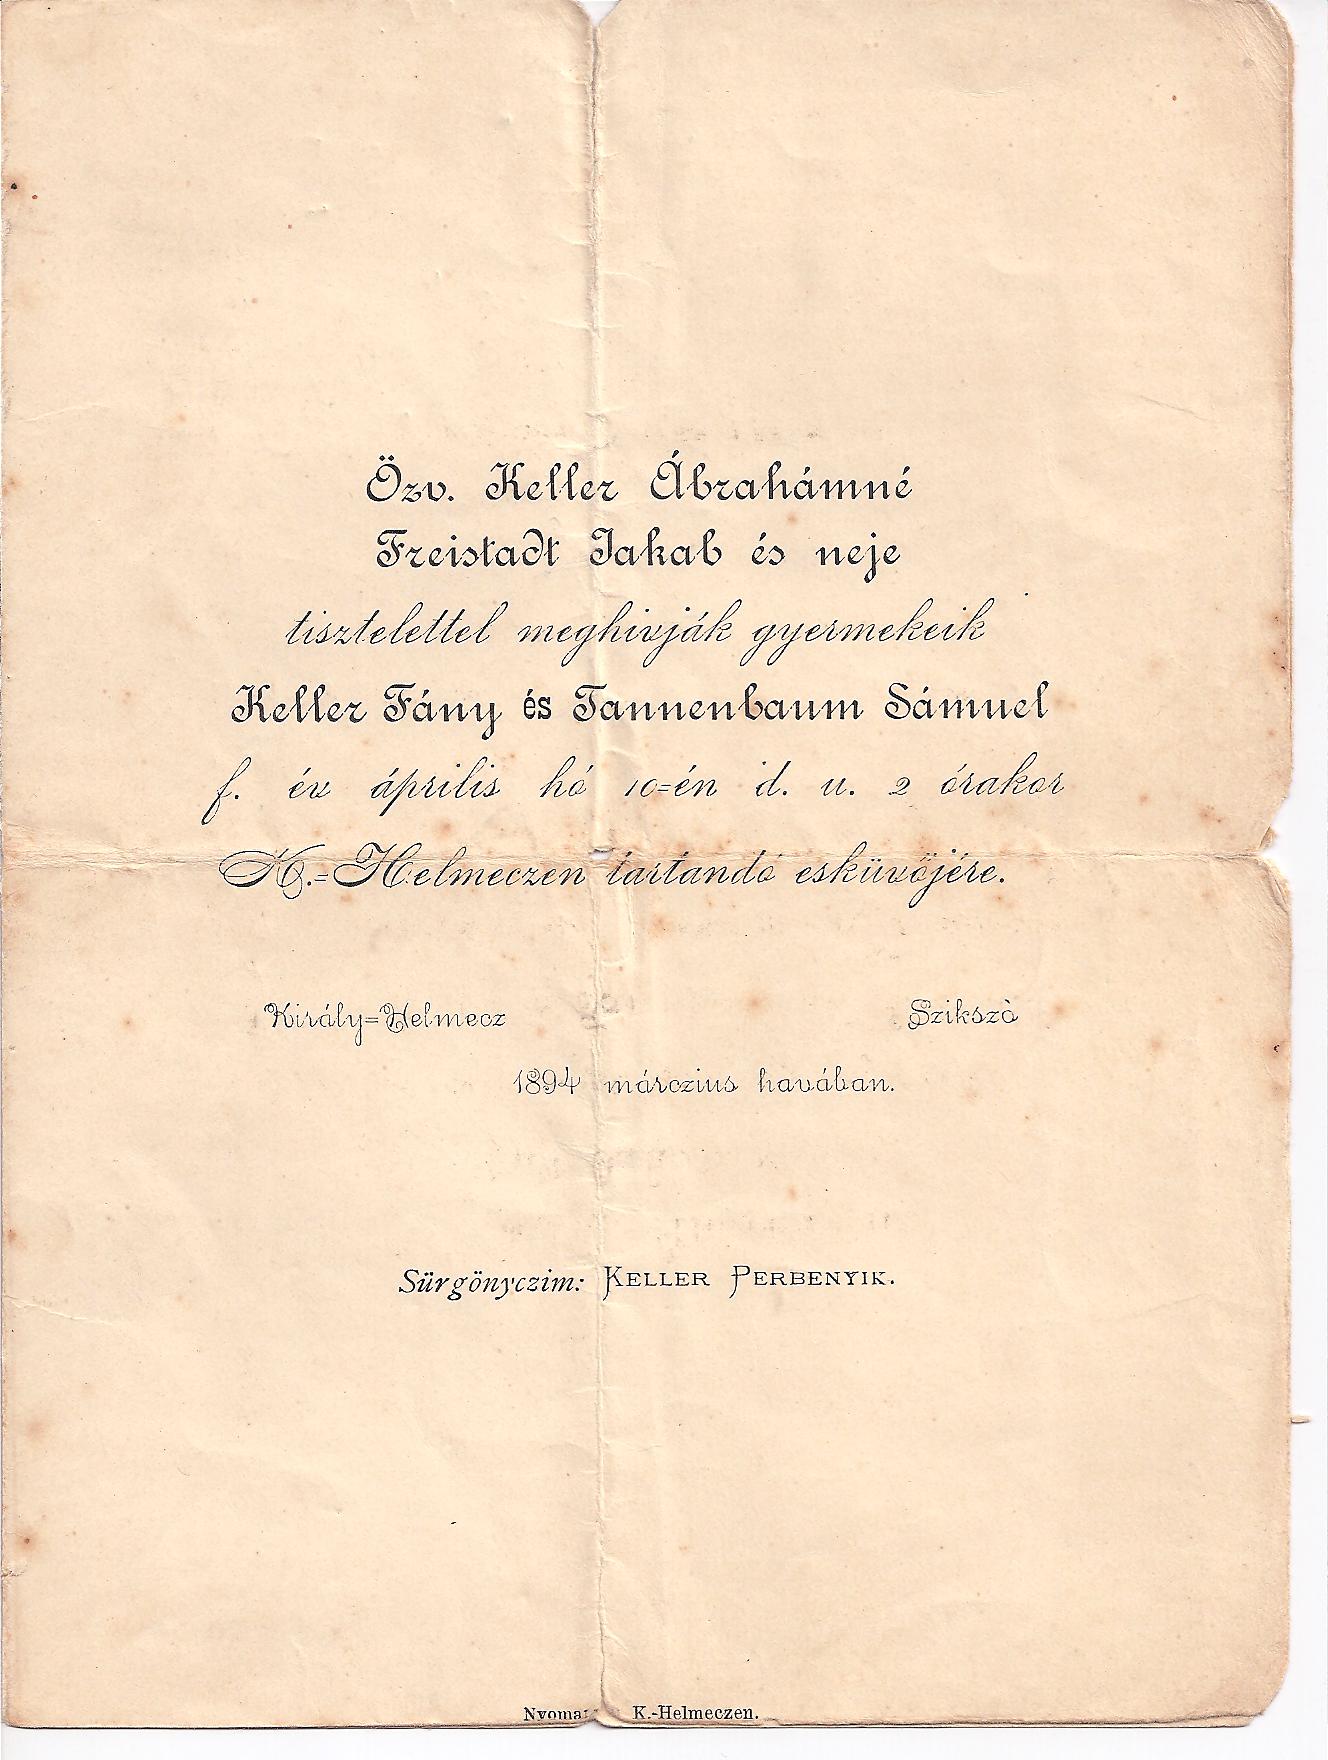 Özv. Keller Ábrahámné
Freistadt Jakab és neje
tisztelettel meghivják gyermekeik
Keller Fány és Tannenbaum Sámuel
f. év április hó 10=én d. u. 2 órakor
K.=Helmeczen tartandó esküvőjére.
Király=Helmecz Szikszò
1894 márczius havában.
Sürgönyczim: KELLER PERBENYIK.
K.-Helmeczen.